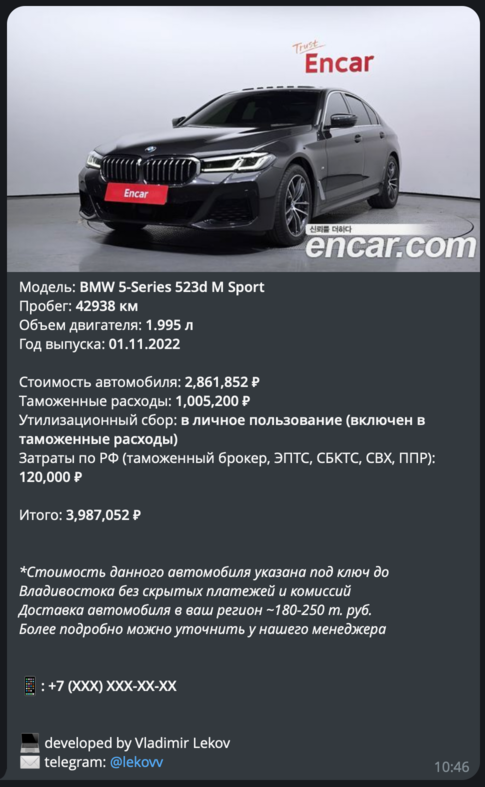 Trust
Encar
Encar
신뢰를 더하다
encar.com
Модель: BMW 5-Series 523d M Sport
Пробег: 42938 км
Объем двигателя: 1.995 л
Год выпуска: 01.11.2022
Стоимость автомобиля: 2,861,852 ₽
Таможенные расходы: 1,005,200 ₽
Утилизационный сбор: в личное пользование (включен в
таможенные расходы)
Затраты по РФ (таможенный брокер, ЭПТС, СБКТС, СВХ, ППР):
120,000 ₽
Итого: 3,987,052 ₽
*Стоимость данного автомобиля указана под ключ до
Владивостока без скрытых платежей и комиссий
Доставка автомобиля в ваш регион ~180-250 т. руб.
Более подробно можно уточнить у нашего менеджера
📱: +7 (XXX) XXX-XX-XX
💻 developed by Vladimir Lekov
✉️ telegram: @lekovv
10:46